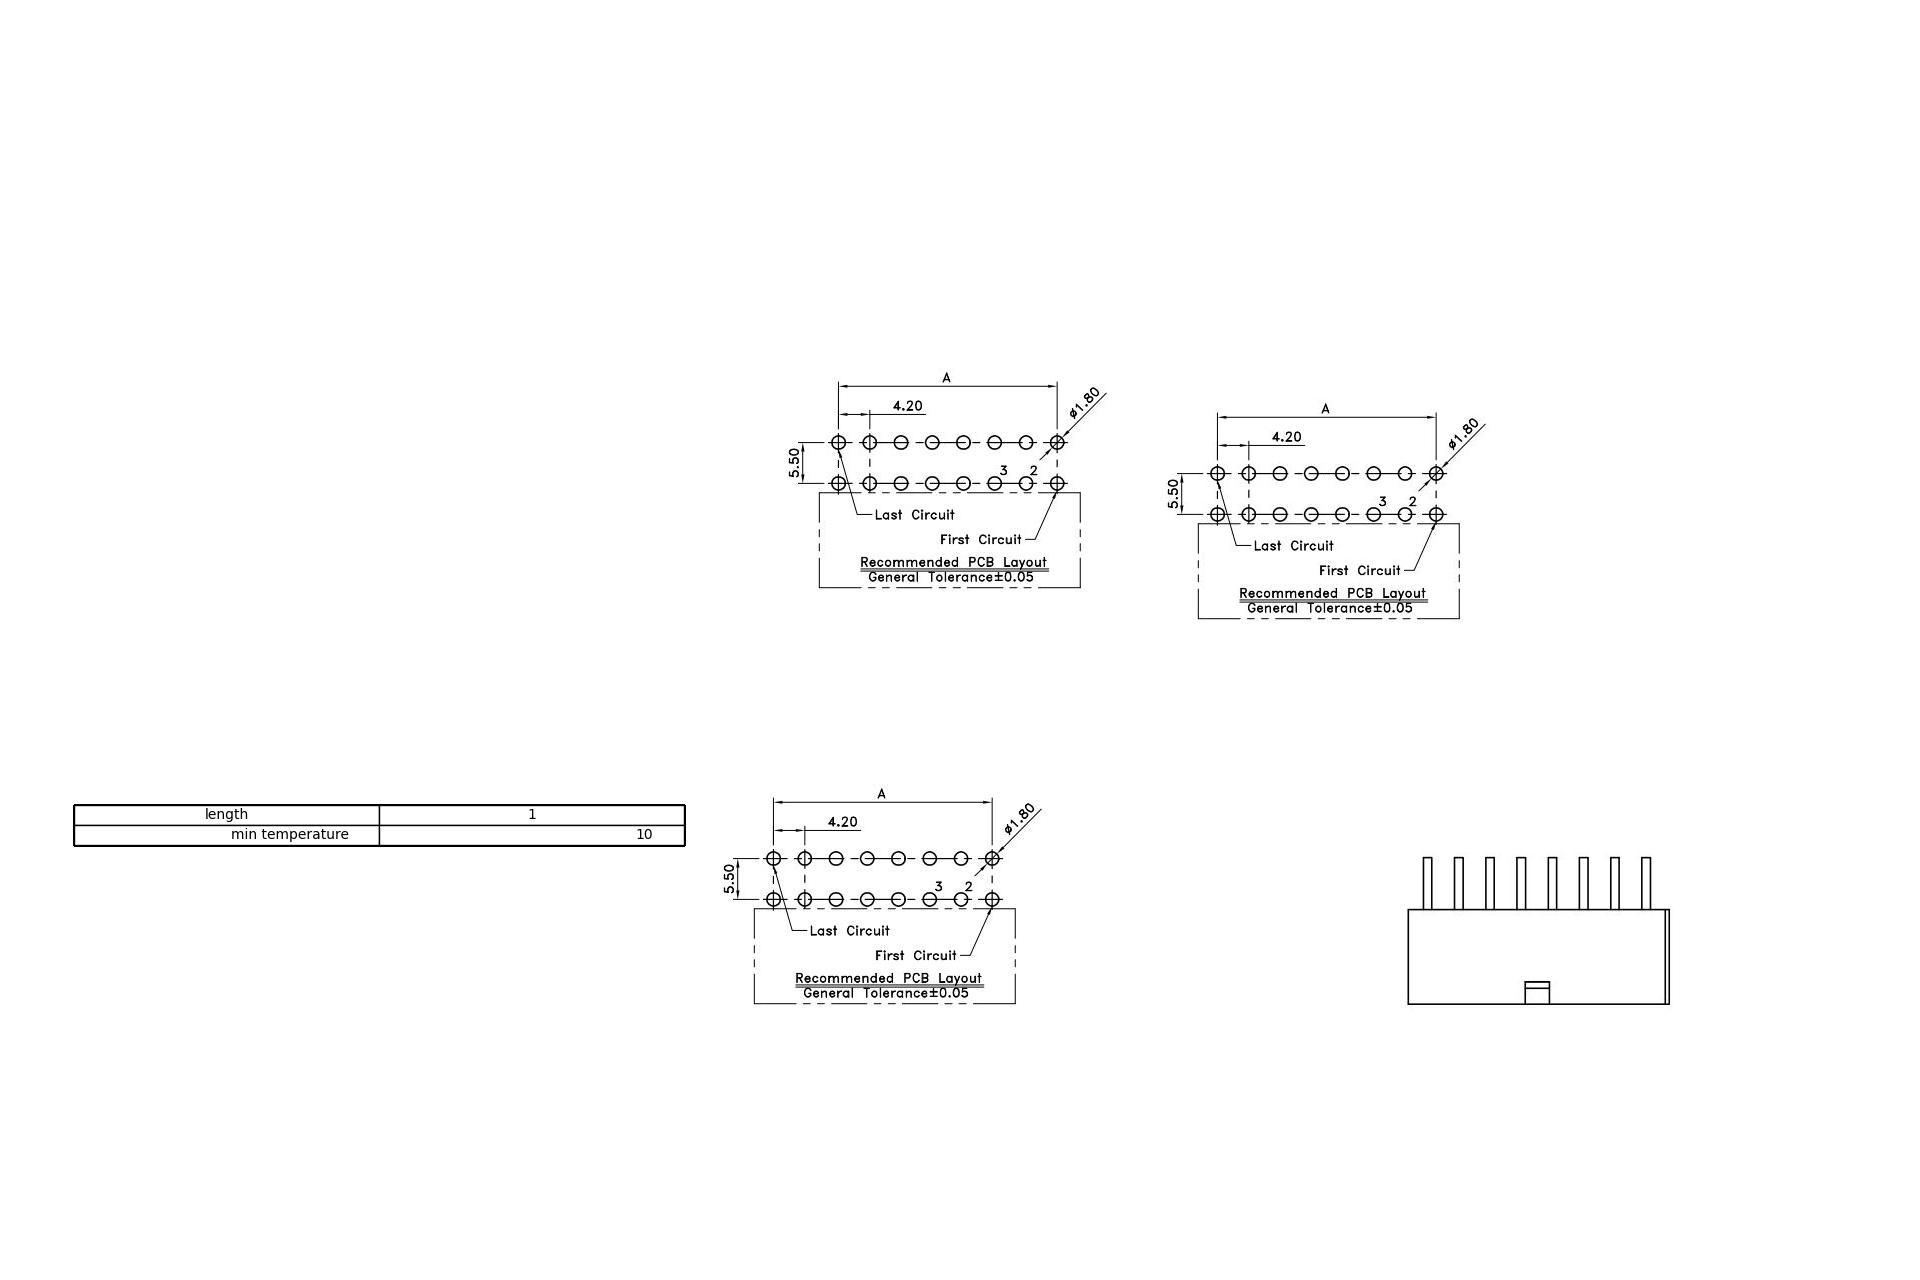 A
4.20
ø1.80
5.50
3 2
Last Circuit
First Circuit
Recommended PCB Layout
General Tolerance±0.05
A
4.20
ø1.80
5.50
3 2
Last Circuit
First Circuit
Recommended PCB Layout
General Tolerance±0.05
length 1
min temperature 10
A
4.20
ø1.80
5.50
3 2
Last Circuit
First Circuit
Recommended PCB Layout
General Tolerance±0.05